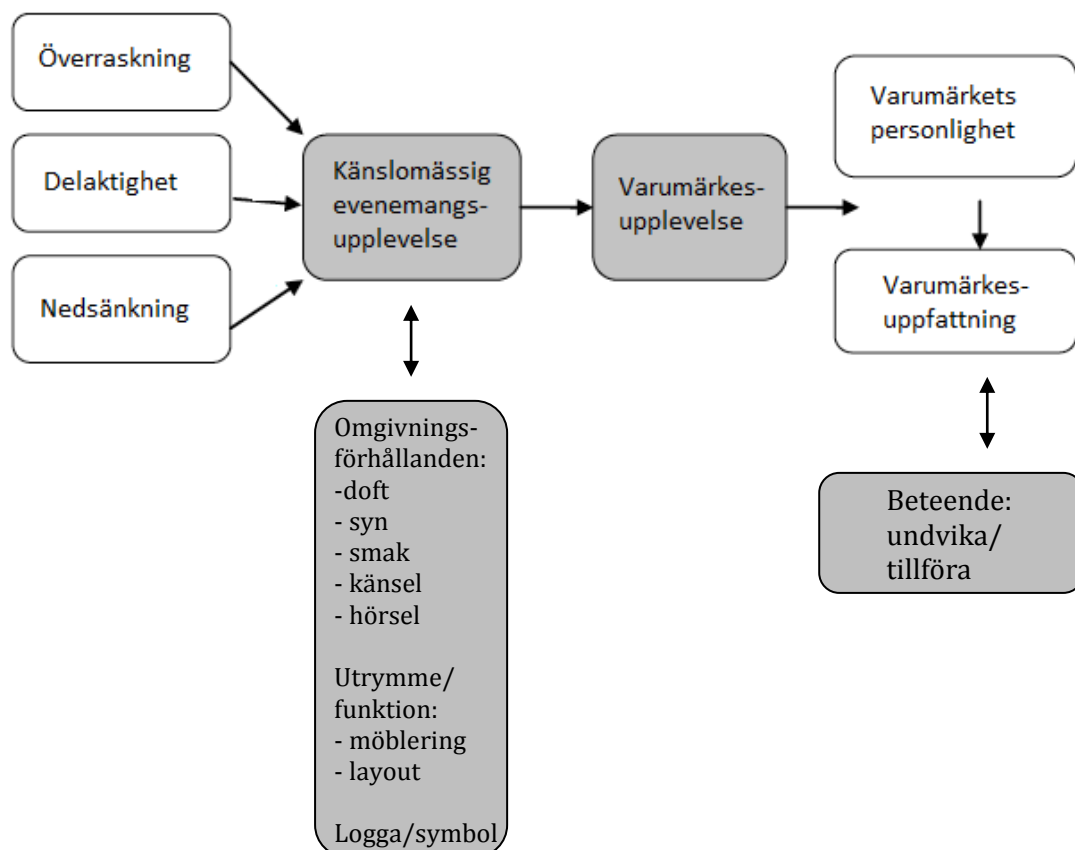 Överraskning
Delaktighet
Nedsänkning
Känslomässig
evenemangs-
upplevelse
Varumärkes-
upplevelse
Varumärkets
personlighet
Varumärkes-
uppfattning
Omgivnings-
förhållanden:
-doft
- syn
- smak
- känsel
- hörsel
Utrymme/
funktion:
- möblering
- layout
Logga/symbol
Beteende:
undvika/
tillföra